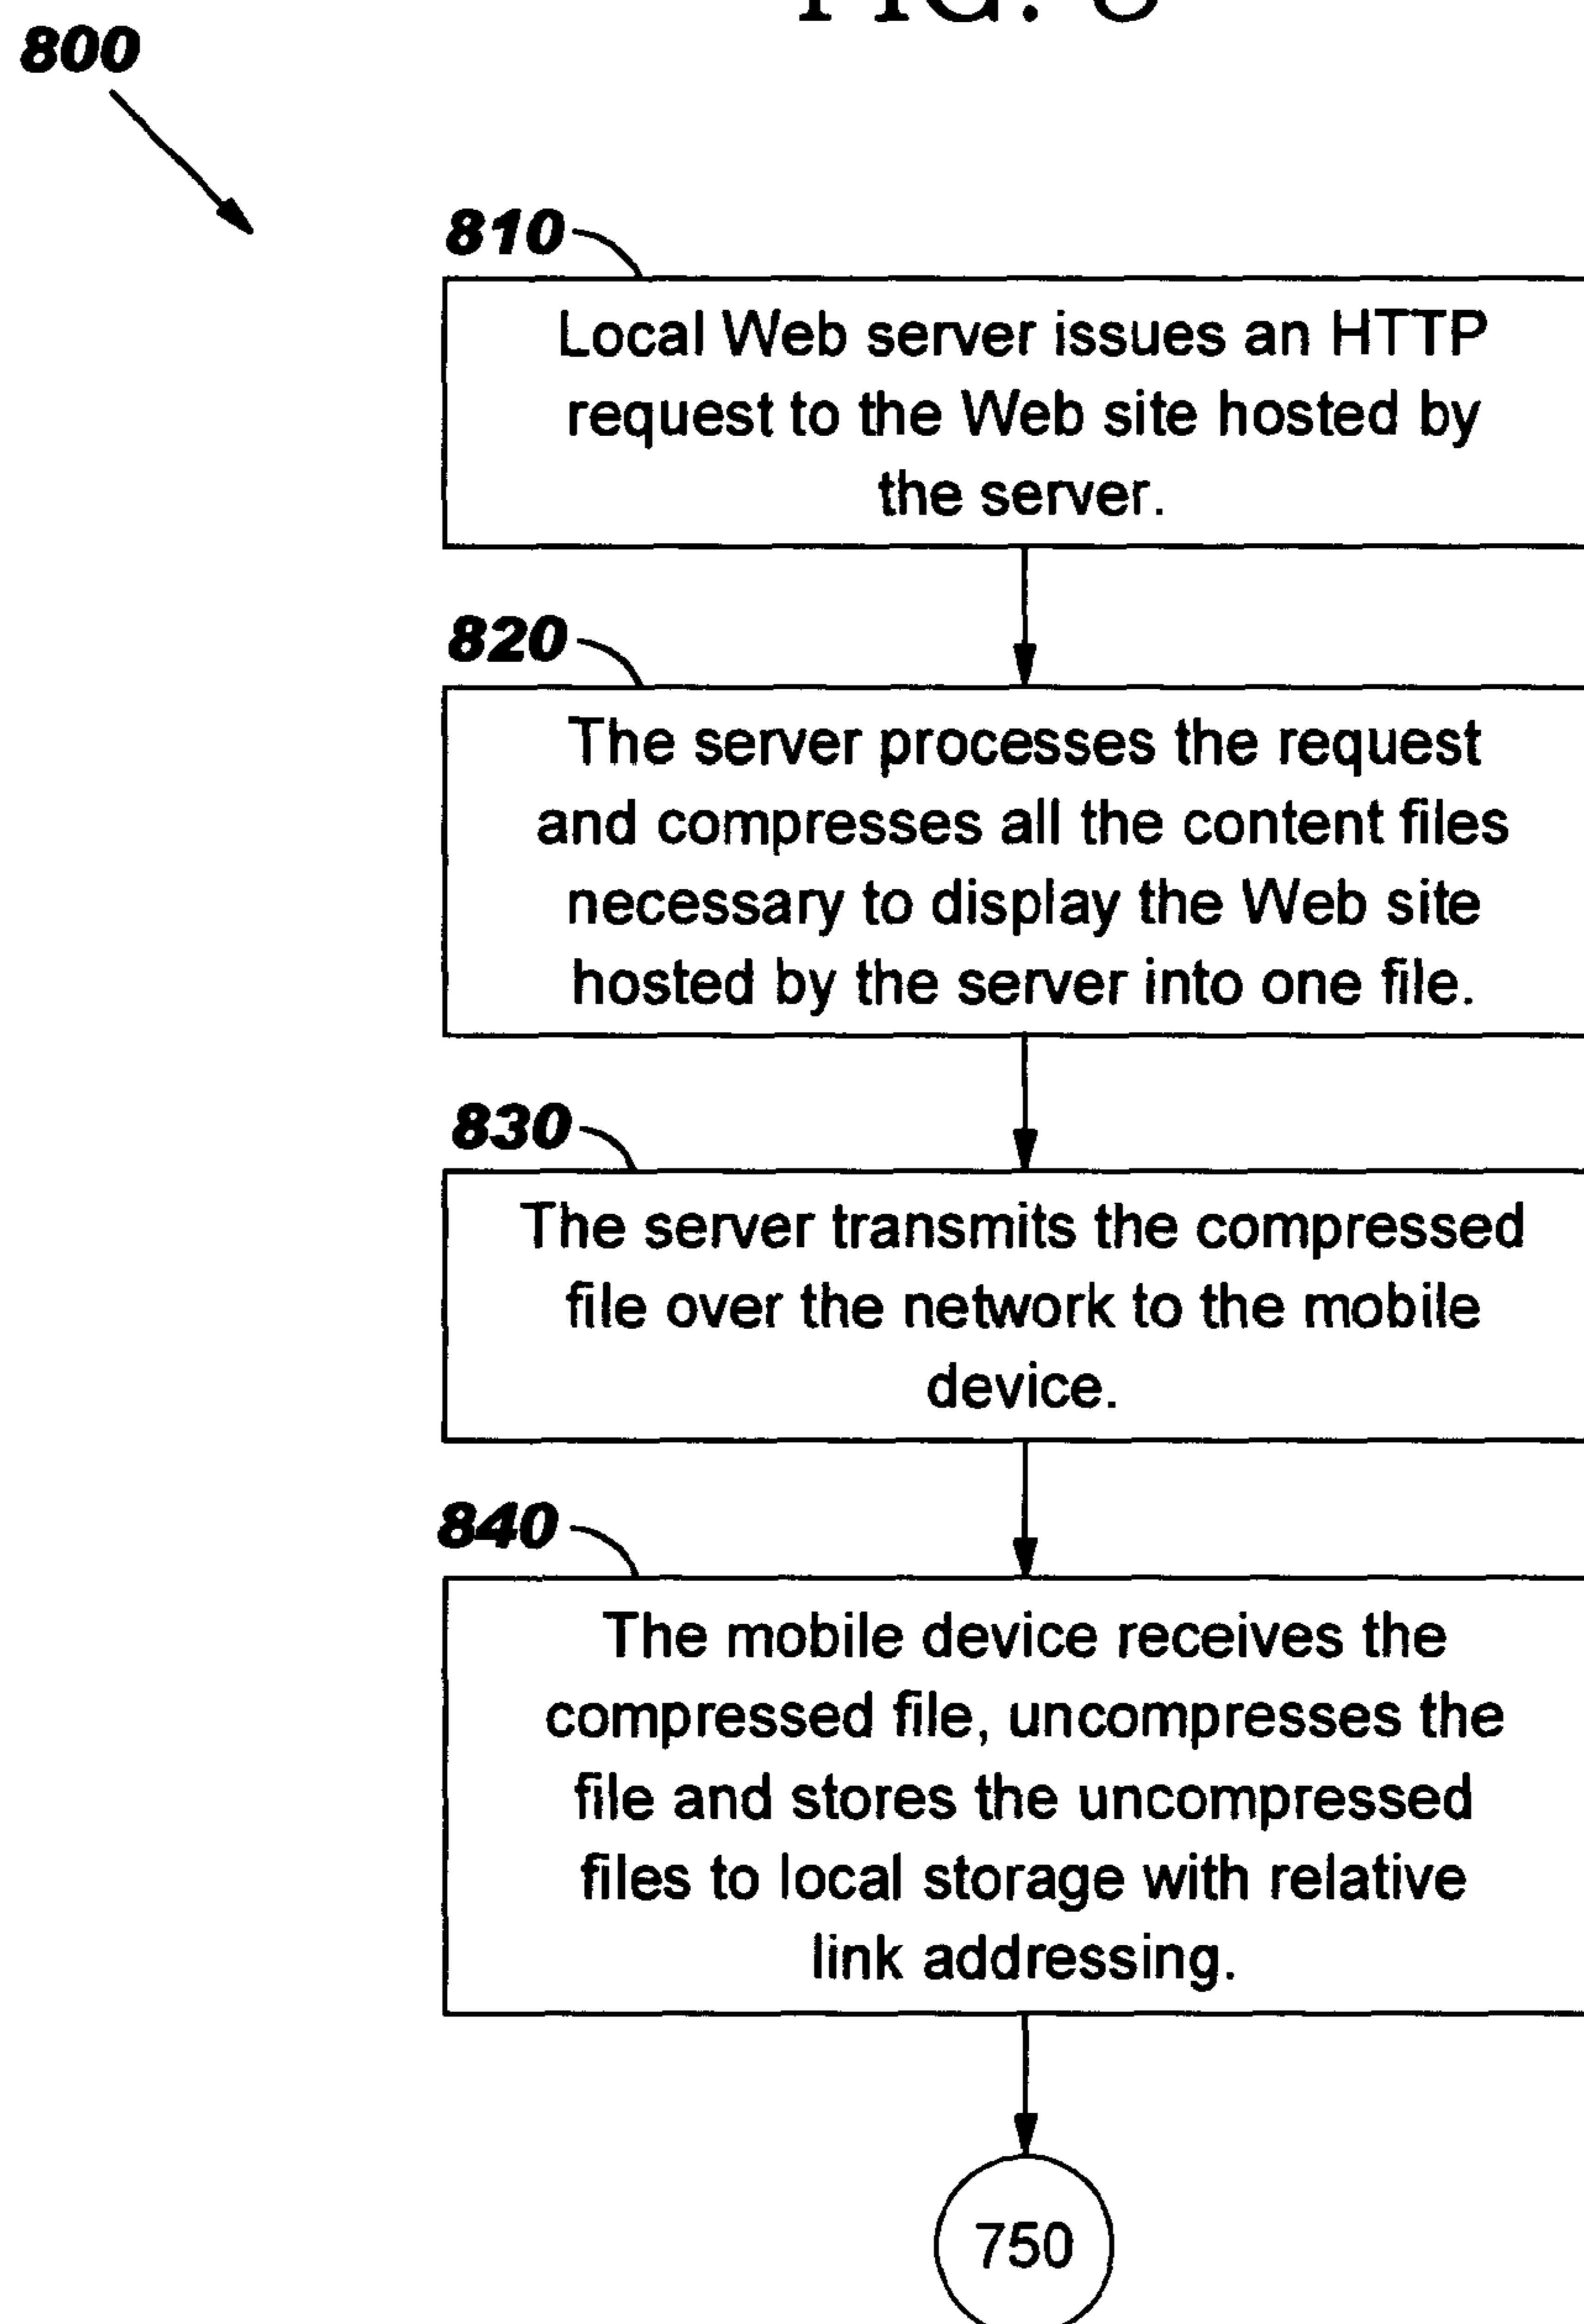 FIG. 8
800
810
Local Web server issues an HTTP
request to the Web site hosted by
the server.
820
The server processes the request
and compresses all the content files
necessary to display the Web site
hosted by the server into one file.
830
The server transmits the compressed
file over the network to the mobile
device.
840
The mobile device receives the
compressed file, uncompresses the
file and stores the uncompressed
files to local storage with relative
link addressing.
750